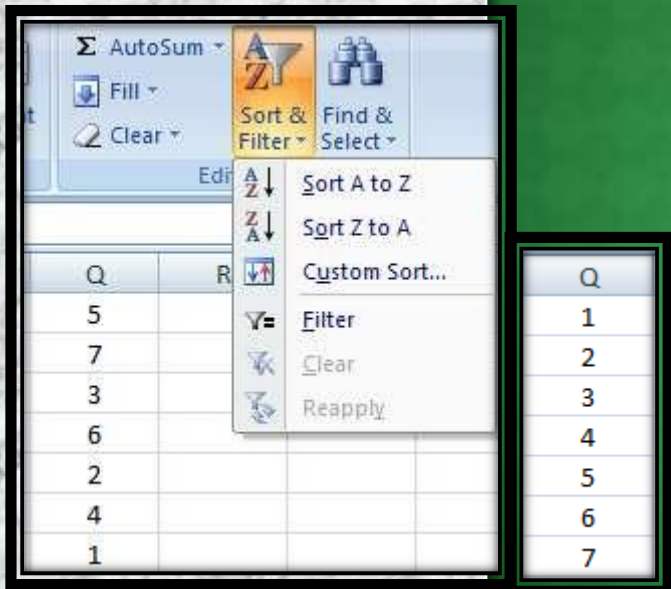 Σ AutoSum
Fill
Clear
Sort &
Filter
Find &
Select
Sort A to Z
Sort Z to A
Custom Sort...
Filter
Clear
Reapply
Q R
5
7
3
6
2
4
1
Q
1
2
3
4
5
6
7